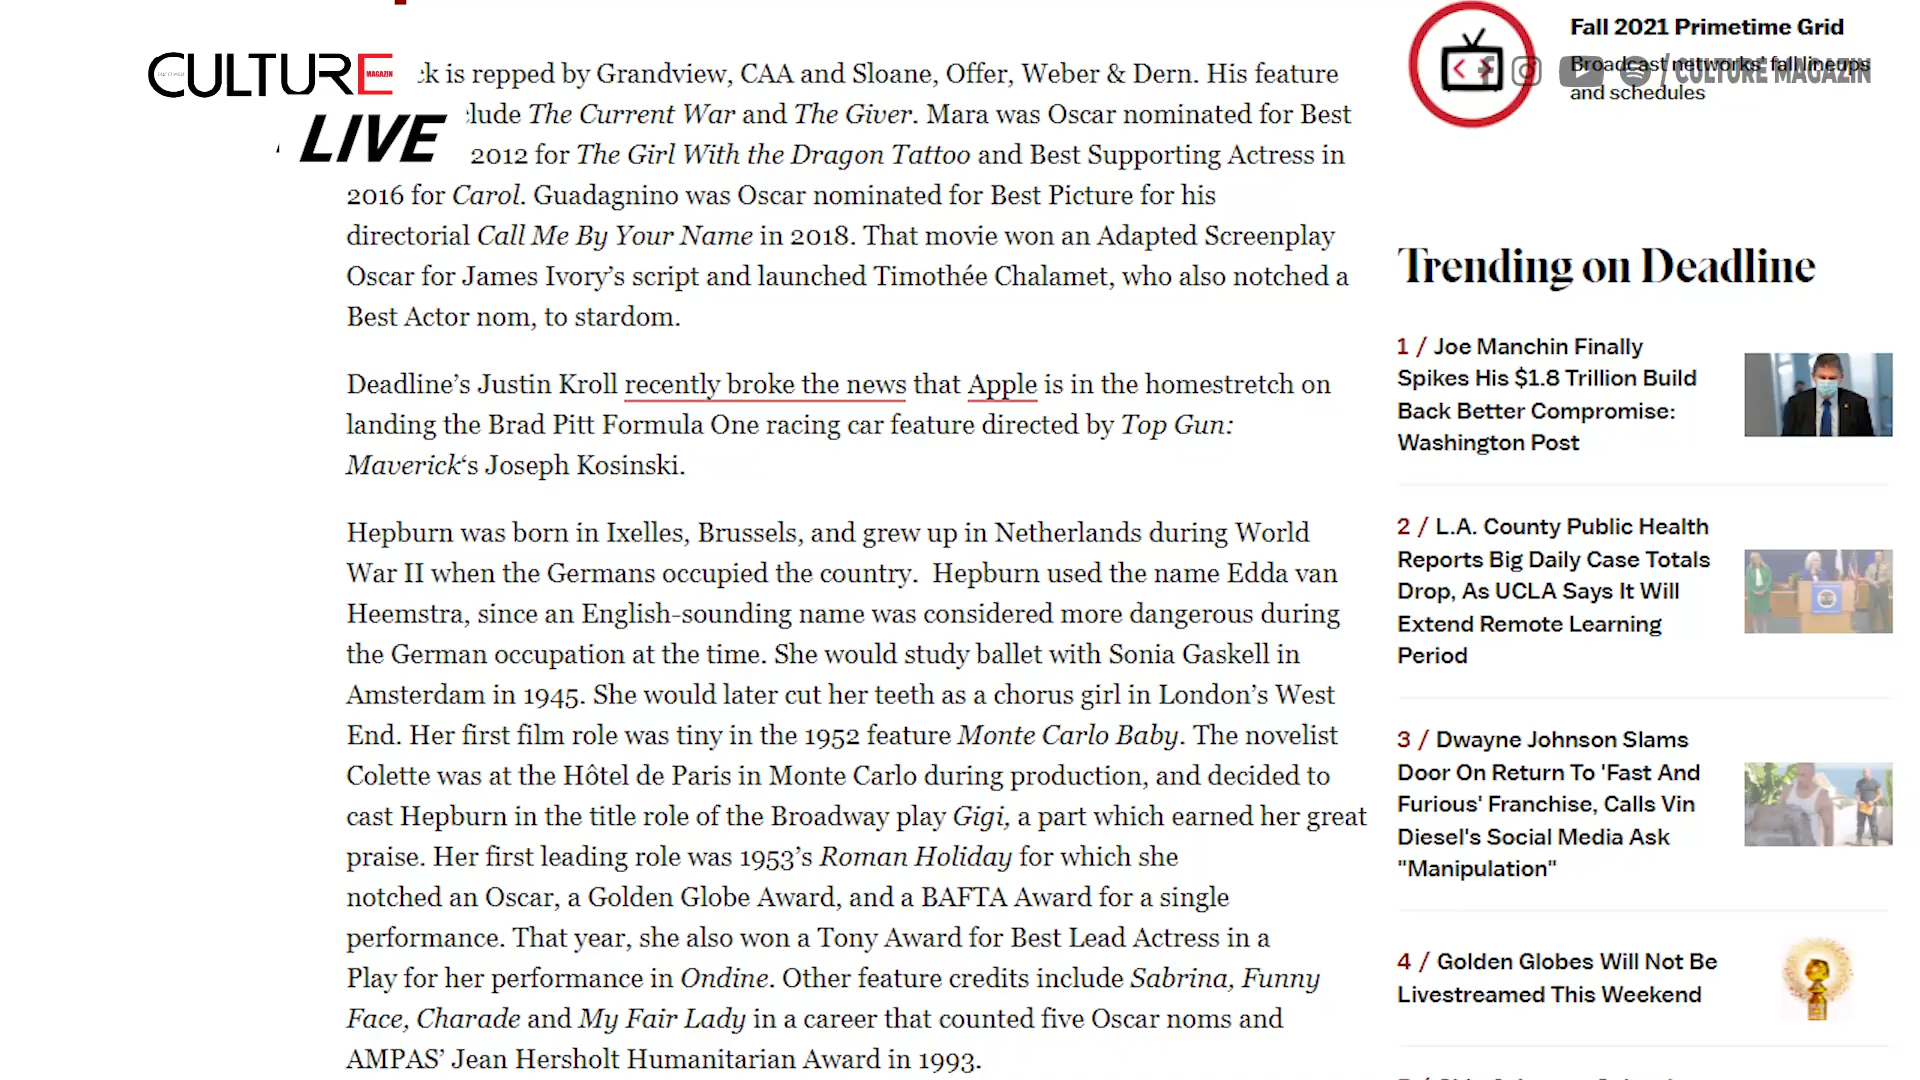 CULTURE
MAGAZIN
LIVE
ck is repped by Grandview, CAA and Sloane, Offer, Weber & Dern. His feature
lude The Current War and The Giver. Mara was Oscar nominated for Best
2012 for The Girl With the Dragon Tattoo and Best Supporting Actress in
2016 for Carol. Guadagnino was Oscar nominated for Best Picture for his
directorial Call Me By Your Name in 2018. That movie won an Adapted Screenplay
Oscar for James Ivory’s script and launched Timothée Chalamet, who also notched a
Best Actor nom, to stardom.
Deadline’s Justin Kroll recently broke the news that Apple is in the homestretch on
landing the Brad Pitt Formula One racing car feature directed by Top Gun:
Maverick‘s Joseph Kosinski.
Hepburn was born in Ixelles, Brussels, and grew up in Netherlands during World
War II when the Germans occupied the country.  Hepburn used the name Edda van
Heemstra, since an English-sounding name was considered more dangerous during
the German occupation at the time. She would study ballet with Sonia Gaskell in
Amsterdam in 1945. She would later cut her teeth as a chorus girl in London’s West
End. Her first film role was tiny in the 1952 feature Monte Carlo Baby. The novelist
Colette was at the Hôtel de Paris in Monte Carlo during production, and decided to
cast Hepburn in the title role of the Broadway play Gigi, a part which earned her great
praise. Her first leading role was 1953’s Roman Holiday for which she
notched an Oscar, a Golden Globe Award, and a BAFTA Award for a single
performance. That year, she also won a Tony Award for Best Lead Actress in a
Play for her performance in Ondine. Other feature credits include Sabrina, Funny
Face, Charade and My Fair Lady in a career that counted five Oscar noms and
AMPAS’ Jean Hersholt Humanitarian Award in 1993.
Fall 2021 Primetime Grid
Broadcast networks' fall lineups
and schedules
/ CULTURE MAGAZIN
Trending on Deadline
1 / Joe Manchin Finally
Spikes His $1.8 Trillion Build
Back Better Compromise:
Washington Post
2 / L.A. County Public Health
Reports Big Daily Case Totals
Drop, As UCLA Says It Will
Extend Remote Learning
Period
3 / Dwayne Johnson Slams
Door On Return To 'Fast And
Furious' Franchise, Calls Vin
Diesel's Social Media Ask
"Manipulation"
4 / Golden Globes Will Not Be
Livestreamed This Weekend